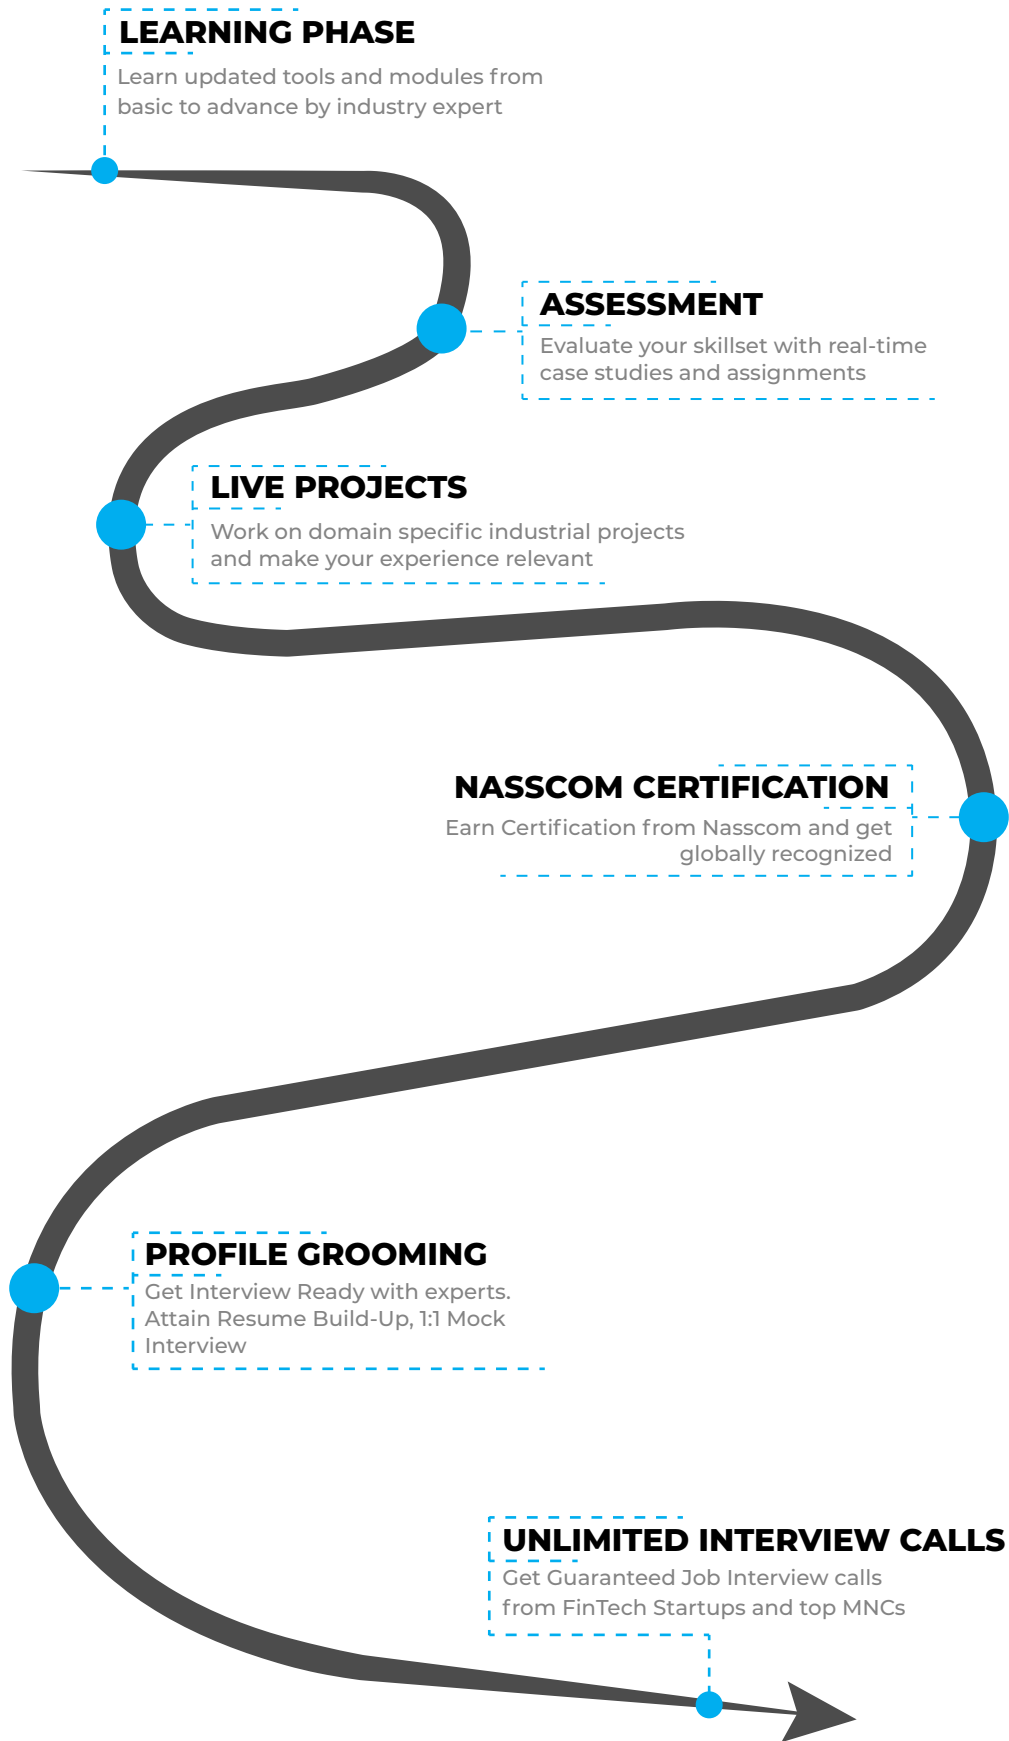 LEARNING PHASE
Learn updated tools and modules from
basic to advance by industry expert
ASSESSMENT
Evaluate your skillset with real-time
case studies and assignments
LIVE PROJECTS
Work on domain specific industrial projects
and make your experience relevant
NASSCOM CERTIFICATION
Earn Certification from Nasscom and get
globally recognized
PROFILE GROOMING
Get Interview Ready with experts.
Attain Resume Build-Up, 1:1 Mock
Interview
UNLIMITED INTERVIEW CALLS
Get Guaranteed Job Interview calls
from FinTech Startups and top MNCs